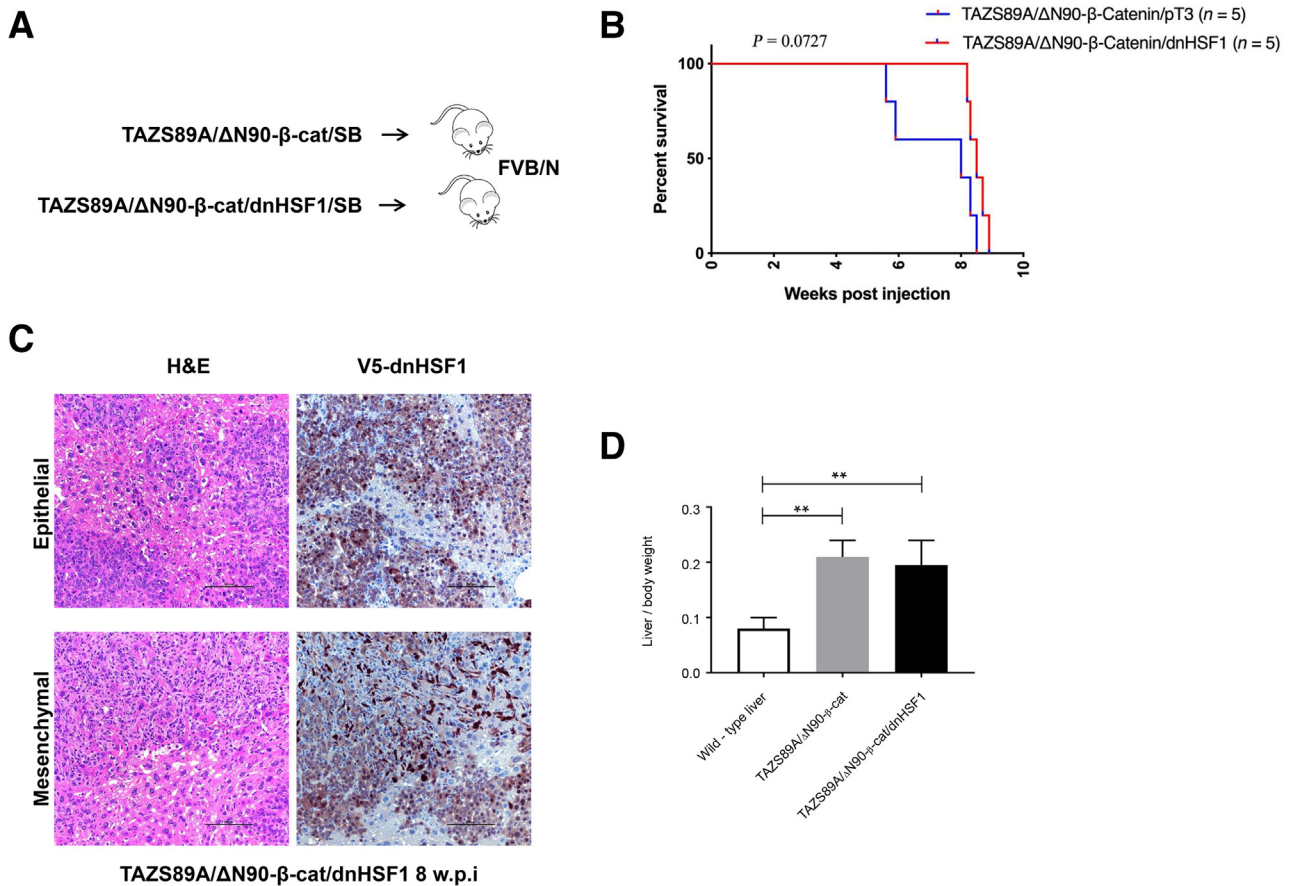 A
TAZS89A/ΔN90-β-cat/SB
FVB/N
TAZS89A/ΔN90-β-cat/dnHSF1/SB
B
TAZS89A/ΔN90-β-Catenin/pT3 (n = 5)
TAZS89A/ΔN90-β-Catenin/dnHSF1 (n = 5)
P = 0.0727
Percent survival
100
50
0
0 2 4 6 8 10
Weeks post injection
C
H&E
V5-dnHSF1
Epithelial
Mesenchymal
TAZS89A/ΔN90-β-cat/dnHSF1 8 w.p.i
D
**
**
Liver / body weight
0.3
0.2
0.1
0.0
Wild - type liver
TAZS89A/ΔN90-β-cat
TAZS89A/ΔN90-β-cat/dnHSF1